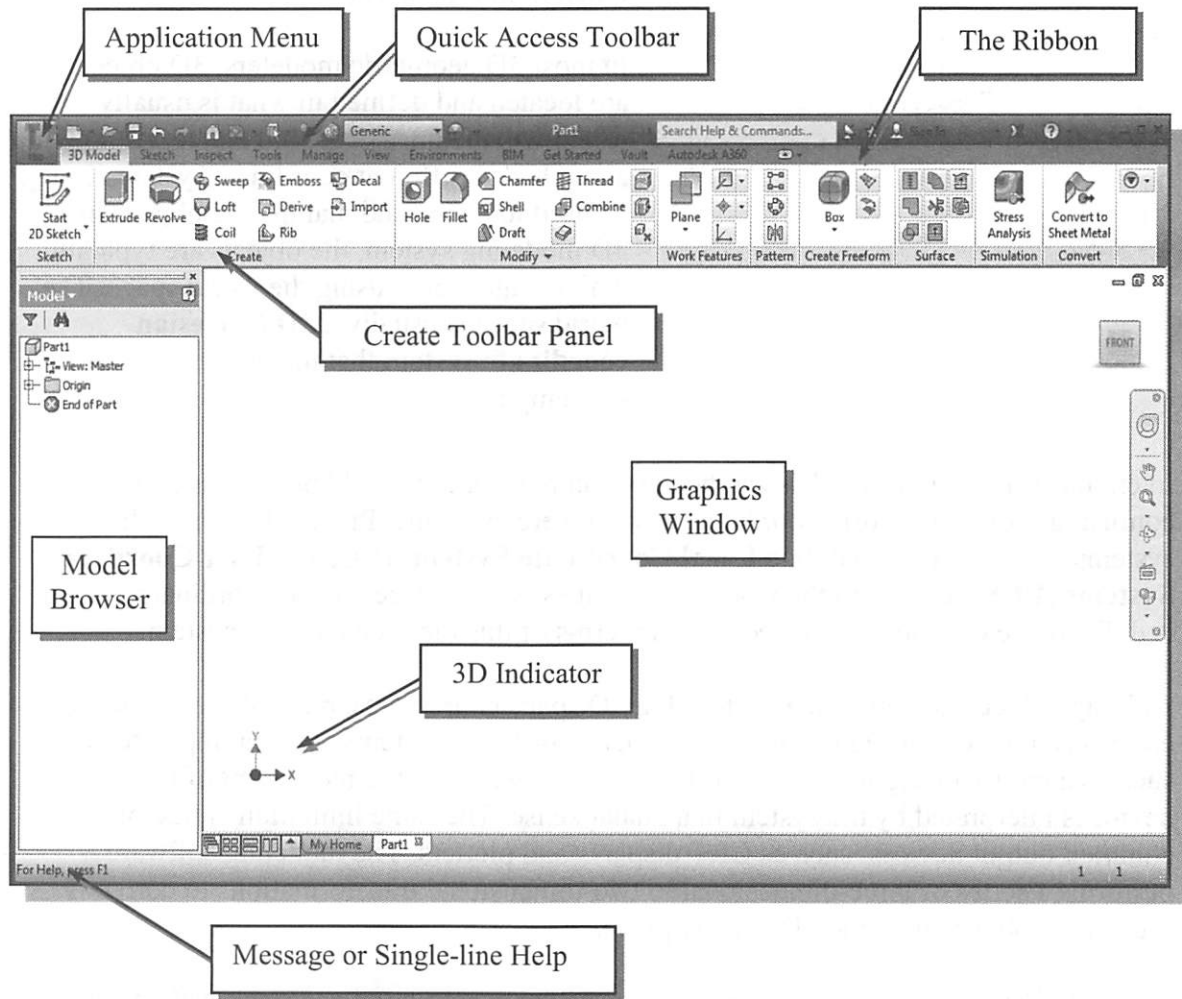 Application Menu
Quick Access Toolbar
The Ribbon
Generic
Part1
Search Help & Commands...
Sign In
3D Model Sketch Inspect Tools Manage View Environments BIM Get Started Vault Autodesk A360
Start
2D Sketch
Extrude Revolve
Sweep Emboss Decal
Loft Derive Import
Coil Rib
Hole Fillet
Chamfer Thread
Shell Combine
Draft
Plane
Box
Stress
Analysis
Convert to
Sheet Metal
Sketch Create Modify Work Features Pattern Create Freeform Surface Simulation Convert
Model
Part1
View: Master
Origin
End of Part
Create Toolbar Panel
FRONT
Graphics
Window
Model
Browser
3D Indicator
Y
X
My Home Part1
For Help, press F1
1 1
Message or Single-line Help